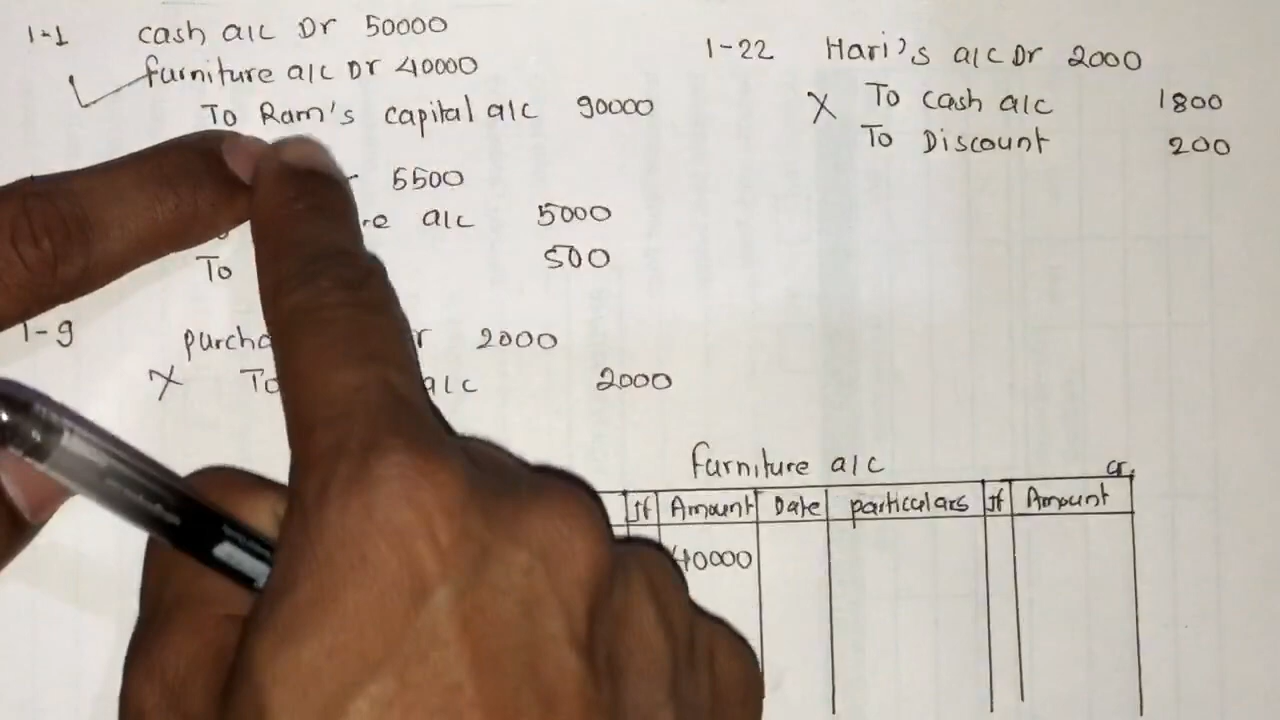 1-1 cash a/c Dr 50000
furniture a/c Dr 40000
To Ram's capital a/c 90000
5500
a/c 5000
To 500
1-9 Dr 2000
X To a/c 2000
1-22 Hari's a/c Dr 2000
X To cash a/c 1800
To Discount 200
furniture a/c cr.
Jf Amount Date particulars Jf Amount
40000